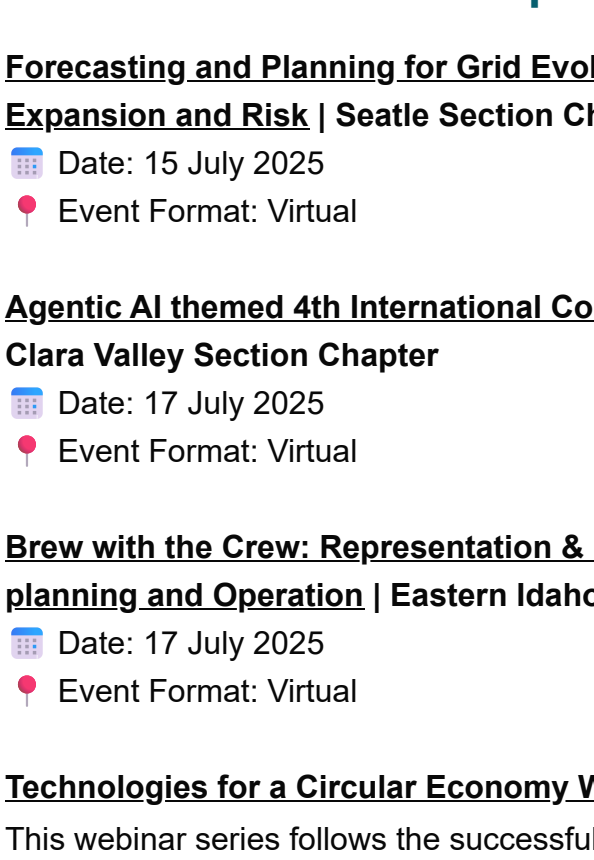 Forecasting and Planning for Grid Evol
Expansion and Risk | Seatle Section Ch
Date: 15 July 2025
Event Format: Virtual
Agentic AI themed 4th International Co
Clara Valley Section Chapter
Date: 17 July 2025
Event Format: Virtual
Brew with the Crew: Representation &
planning and Operation | Eastern Idaho
Date: 17 July 2025
Event Format: Virtual
Technologies for a Circular Economy W
This webinar series follows the successful